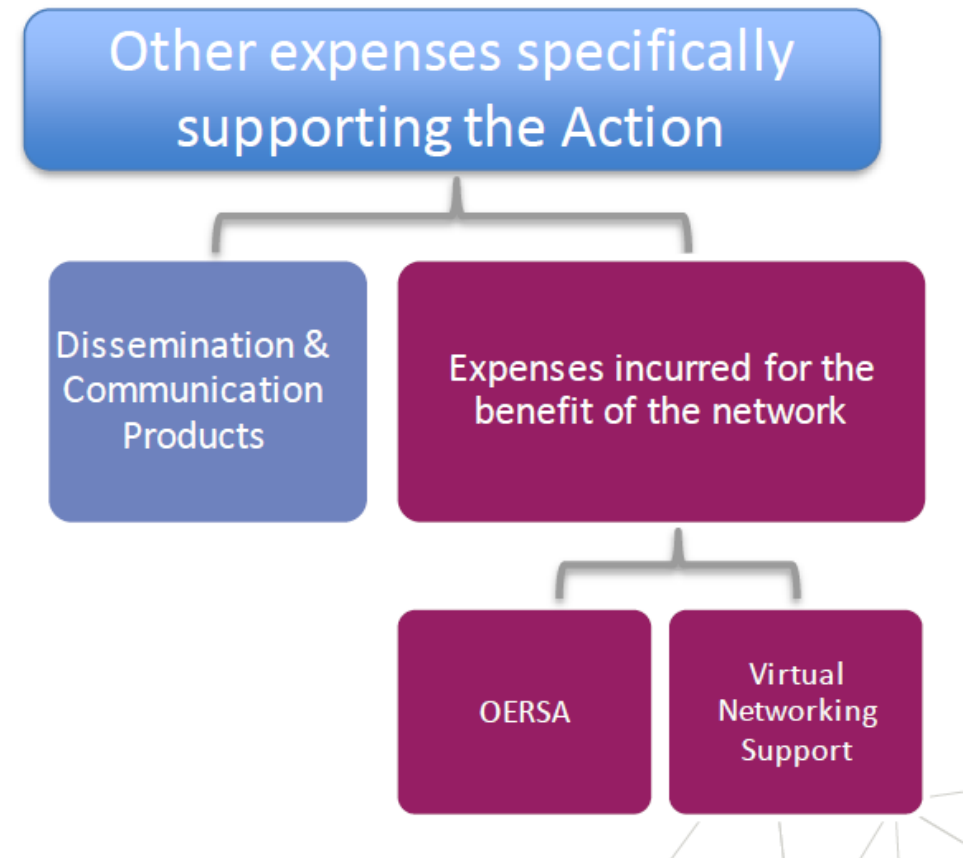 Other expenses specifically
supporting the Action
Dissemination &
Communication
Products
Expenses incurred for the
benefit of the network
OERSA
Virtual
Networking
Support